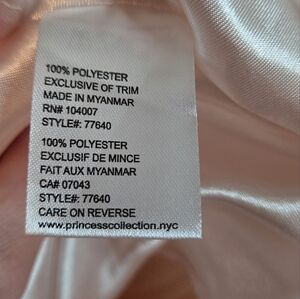 100% POLYESTER
EXCLUSIVE OF TRIM
MADE IN MYANMAR
RN# 104007
STYLE#: 77640
100% POLYESTER
EXCLUSIF DE MINCE
FAIT AUX MYANMAR
CA# 07043
STYLE#: 77640
CARE ON REVERSE
www.princesscollection.nyc